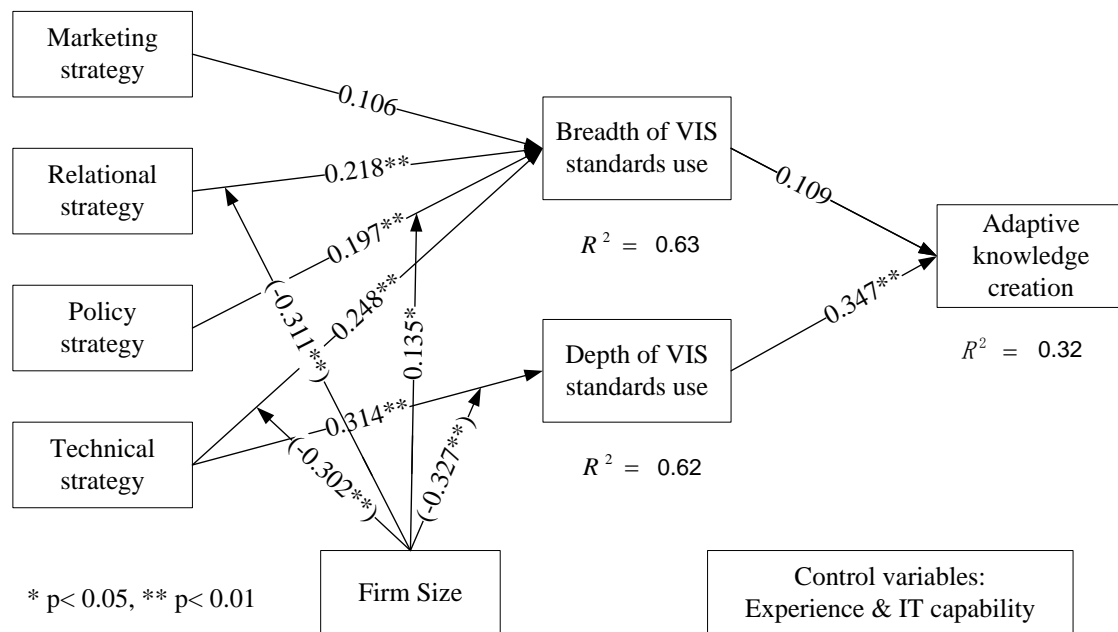 Marketing
strategy
0.106
Relational
strategy
0.218**
Breadth of VIS
standards use
R² = 0.63
0.109
Policy
strategy
0.197**
0.248**
(-0.311**)
0.135*
Adaptive
knowledge
creation
R² = 0.32
0.347**
Depth of VIS
standards use
R² = 0.62
Technical
strategy
0.314**
(-0.302**)
(-0.327**)
Firm Size
Control variables:
Experience & IT capability
* p< 0.05, ** p< 0.01